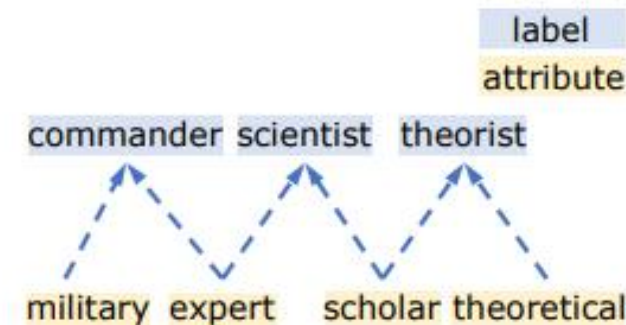 label
attribute
commander scientist theorist
military expert scholar theoretical